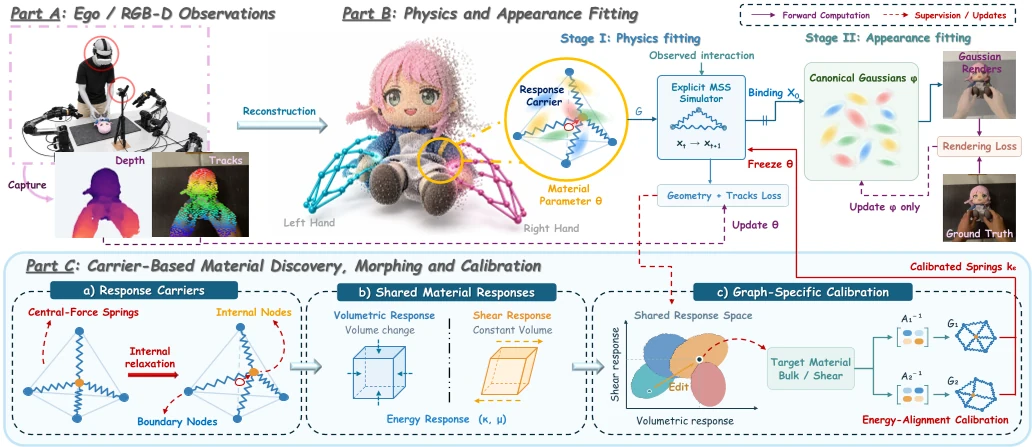 Part A: Ego / RGB-D Observations
Part B: Physics and Appearance Fitting
Forward Computation
Supervision / Updates
Capture
Depth
Tracks
Reconstruction
Left Hand
Right Hand
Response
Carrier
Material
Parameter θ
Stage I: Physics fitting
Observed interaction
G
Explicit MSS
Simulator
Xₜ → Xₜ₊₁
Binding X₀
Freeze θ
Geometry + Tracks Loss
Update θ
Stage II: Appearance fitting
Canonical Gaussians φ
Gaussian
Renders
Rendering Loss
Update φ only
Ground Truth
Part C: Carrier-Based Material Discovery, Morphing and Calibration
Calibrated Springs kₑ
a) Response Carriers
Central-Force Springs
Internal Nodes
Internal
relaxation
Boundary Nodes
b) Shared Material Responses
Volumetric Response
Volume change
Shear Response
Constant Volume
Energy Response (κ, μ)
c) Graph-Specific Calibration
Shared Response Space
Shear response
Edit
Volumetric response
Target Material
Bulk / Shear
A₁⁻¹
G₁
A₂⁻¹
G₂
Energy-Alignment Calibration